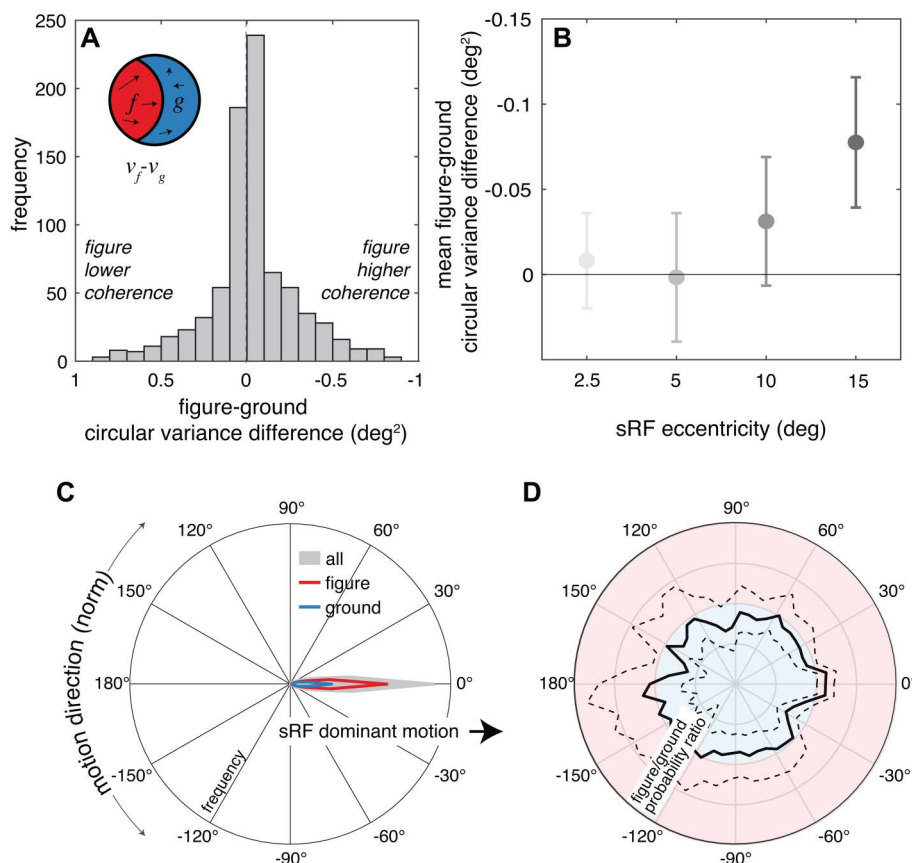 A
250
200
150
100
50
0
frequency
f
g
v_f-v_g
figure
lower
coherence
figure
higher
coherence
1
0.5
0
-0.5
-1
figure-ground
circular variance difference (deg²)
B
-0.15
-0.1
-0.05
0
mean figure-ground
circular variance difference (deg²)
2.5
5
10
15
sRF eccentricity (deg)
C
motion direction (norm)
90°
120°
60°
150°
30°
180°
0°
-150°
-30°
-120°
-60°
-90°
all
figure
ground
sRF dominant motion
frequency
D
90°
120°
60°
150°
30°
180°
0°
-150°
-30°
-120°
-60°
-90°
figure/ground
probability ratio